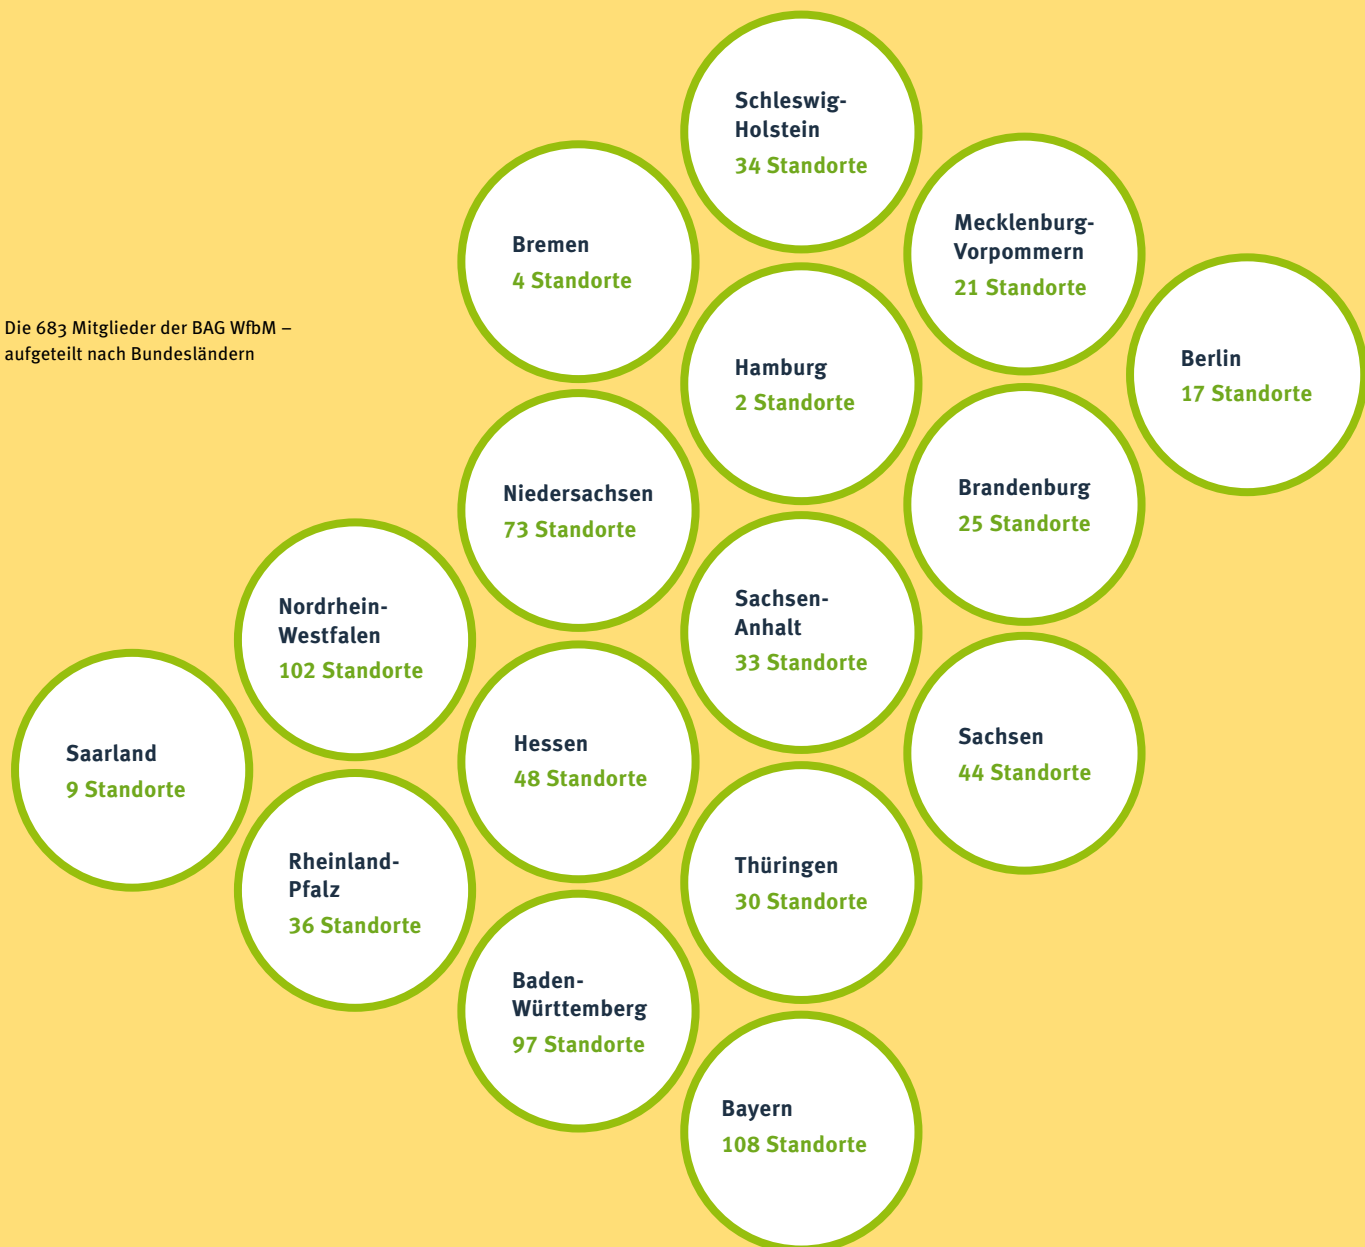 Schleswig-
Holstein
34 Standorte
Bremen
4 Standorte
Mecklenburg-
Vorpommern
21 Standorte
Die 683 Mitglieder der BAG WfbM –
aufgeteilt nach Bundesländern
Hamburg
2 Standorte
Berlin
17 Standorte
Niedersachsen
73 Standorte
Brandenburg
25 Standorte
Nordrhein-
Westfalen
102 Standorte
Sachsen-
Anhalt
33 Standorte
Saarland
9 Standorte
Hessen
48 Standorte
Sachsen
44 Standorte
Rheinland-
Pfalz
36 Standorte
Thüringen
30 Standorte
Baden-
Württemberg
97 Standorte
Bayern
108 Standorte